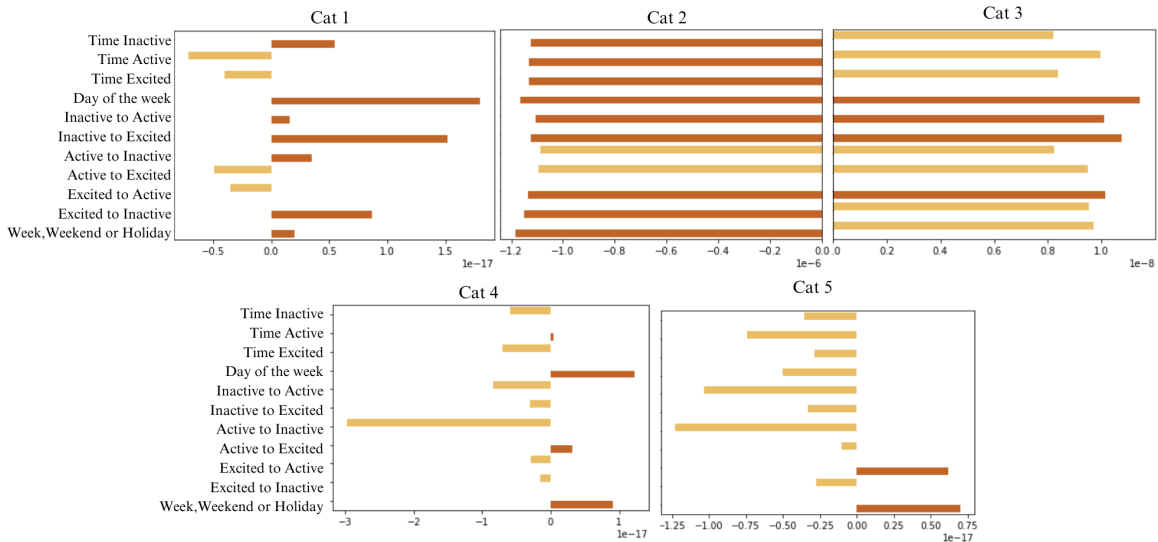 Cat 1
Cat 2
Cat 3
Time Inactive
Time Active
Time Excited
Day of the week
Inactive to Active
Inactive to Excited
Active to Inactive
Active to Excited
Excited to Active
Excited to Inactive
Week,Weekend or Holiday
−0.5 0.0 0.5 1.0 1.5
1e−17
−1.2 −1.0 −0.8 −0.6 −0.4 −0.2 0.0
1e−6
0.0 0.2 0.4 0.6 0.8 1.0
1e−8
Cat 4
Cat 5
Time Inactive
Time Active
Time Excited
Day of the week
Inactive to Active
Inactive to Excited
Active to Inactive
Active to Excited
Excited to Active
Excited to Inactive
Week,Weekend or Holiday
−3 −2 −1 0 1
1e−17
−1.25 −1.00 −0.75 −0.50 −0.25 0.00 0.25 0.50 0.75
1e−17